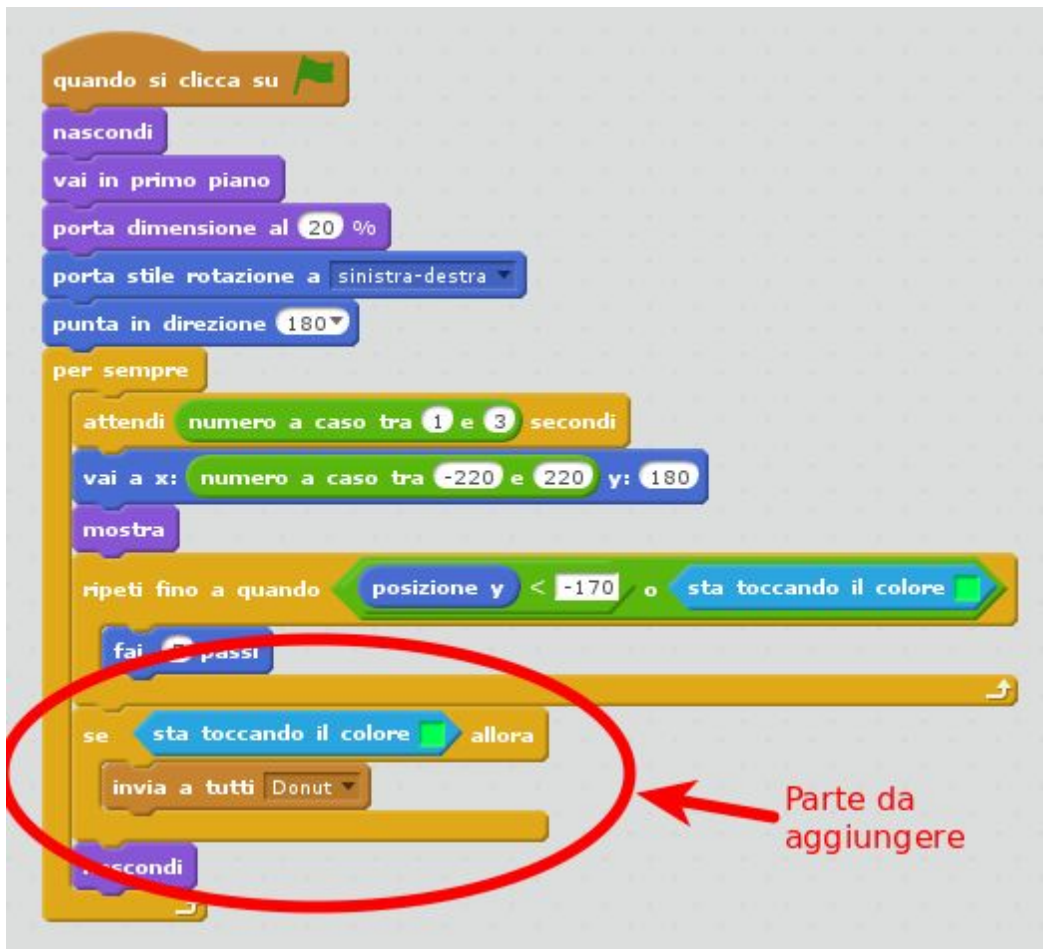 quando si clicca su
nascondi
vai in primo piano
porta dimensione al 20 %
porta stile rotazione a sinistra-destra
punta in direzione 180
per sempre
attendi numero a caso tra 1 e 3 secondi
vai a x: numero a caso tra -220 e 220 y: 180
mostra
ripeti fino a quando posizione y < -170 o sta toccando il colore
fai passi
se sta toccando il colore allora
invia a tutti Donut
Parte da
aggiungere
nascondi